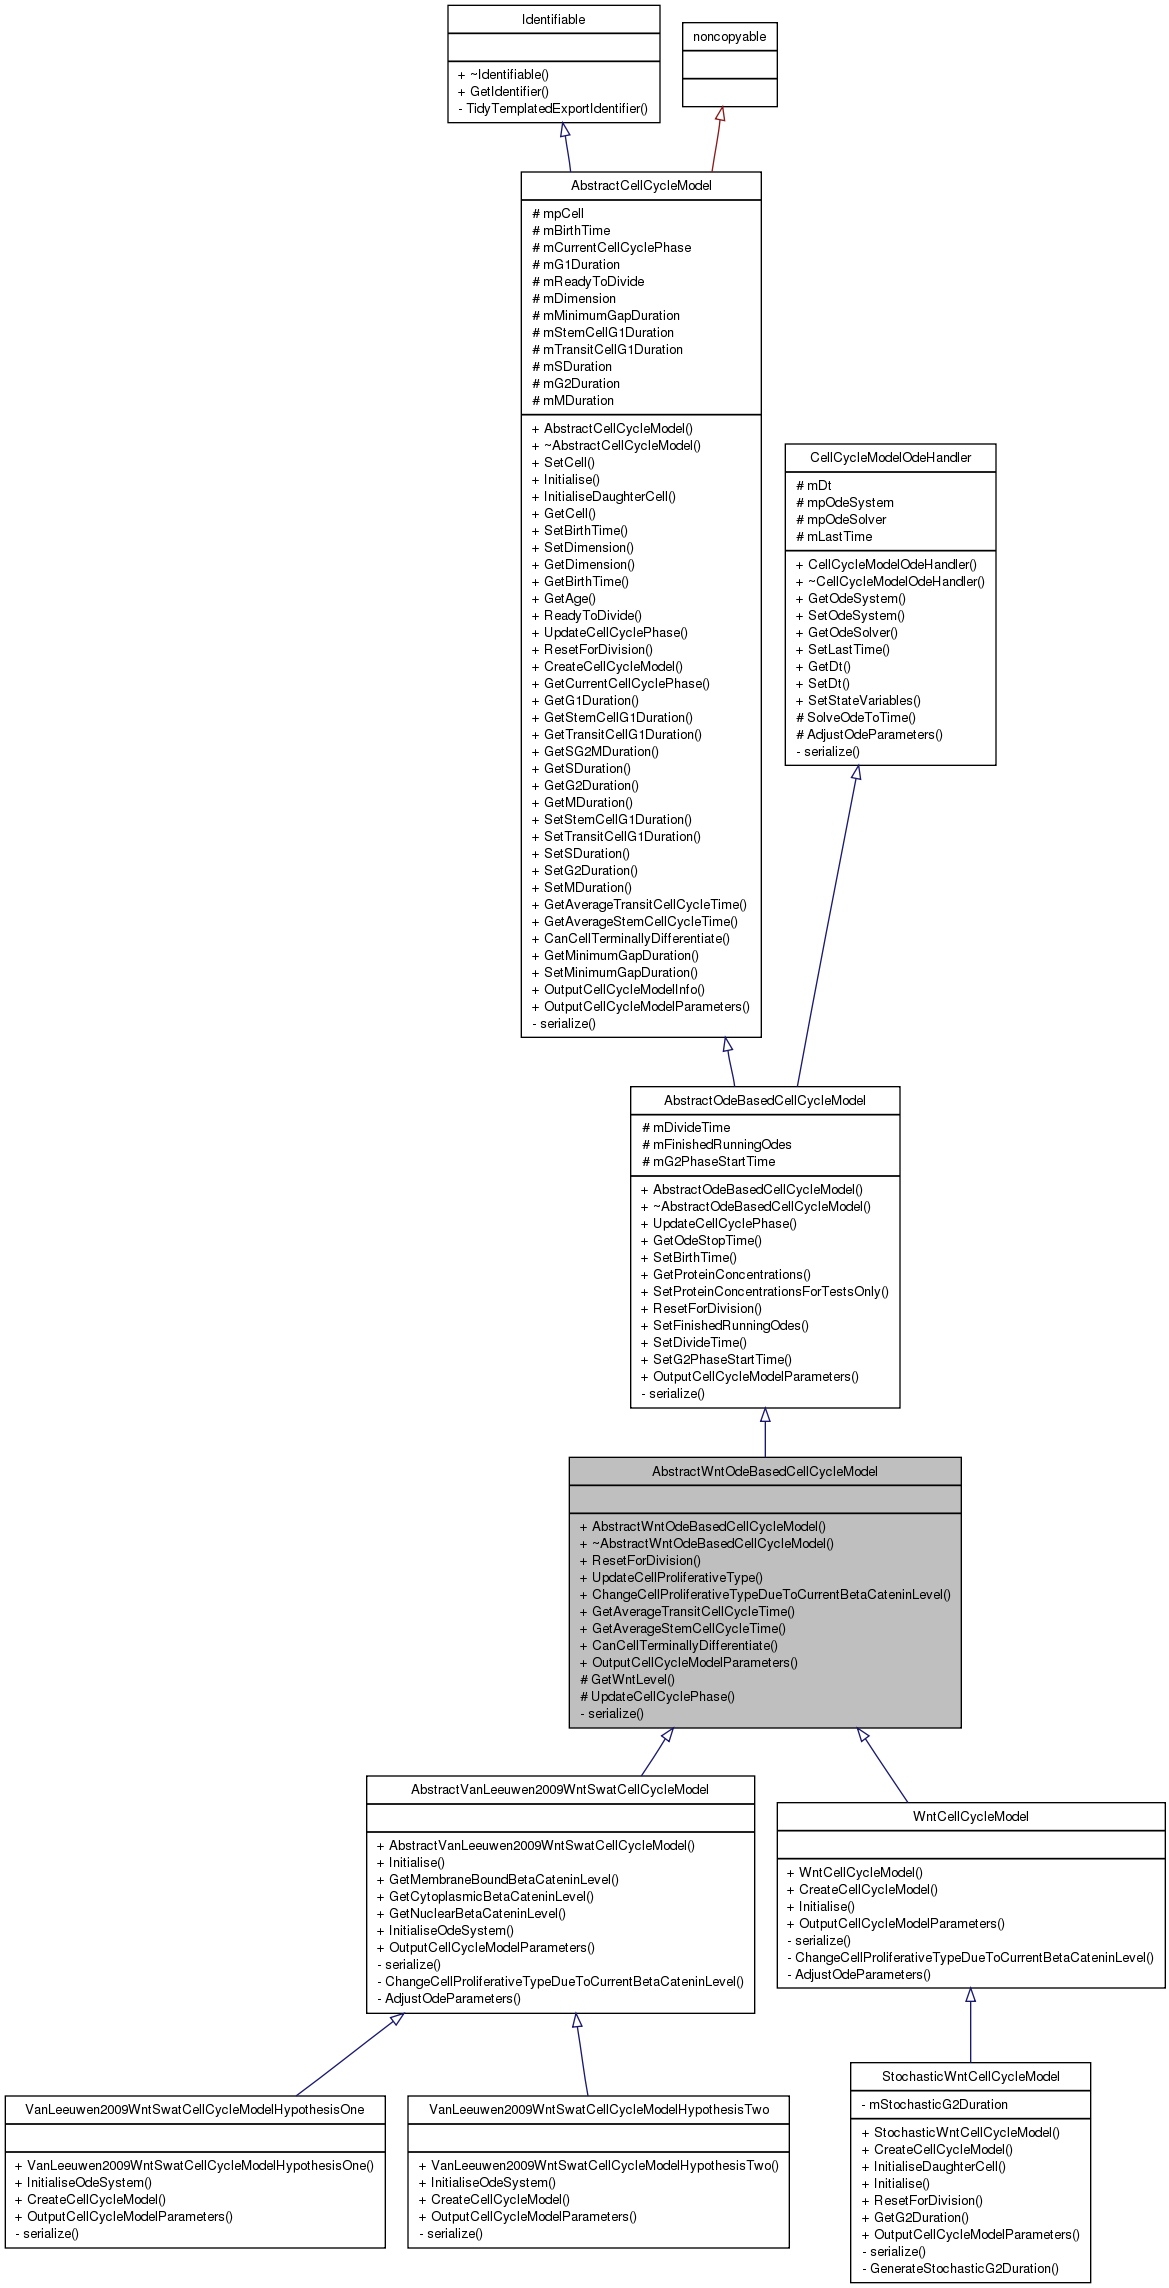 Identifiable
+ ~Identifiable()
+ GetIdentifier()
- TidyTemplatedExportIdentifier()
noncopyable
AbstractCellCycleModel
# mpCell
# mBirthTime
# mCurrentCellCyclePhase
# mG1Duration
# mReadyToDivide
# mDimension
# mMinimumGapDuration
# mStemCellG1Duration
# mTransitCellG1Duration
# mSDuration
# mG2Duration
# mMDuration
+ AbstractCellCycleModel()
+ ~AbstractCellCycleModel()
+ SetCell()
+ Initialise()
+ InitialiseDaughterCell()
+ GetCell()
+ SetBirthTime()
+ SetDimension()
+ GetDimension()
+ GetBirthTime()
+ GetAge()
+ ReadyToDivide()
+ UpdateCellCyclePhase()
+ ResetForDivision()
+ CreateCellCycleModel()
+ GetCurrentCellCyclePhase()
+ GetG1Duration()
+ GetStemCellG1Duration()
+ GetTransitCellG1Duration()
+ GetSG2MDuration()
+ GetSDuration()
+ GetG2Duration()
+ GetMDuration()
+ SetStemCellG1Duration()
+ SetTransitCellG1Duration()
+ SetSDuration()
+ SetG2Duration()
+ SetMDuration()
+ GetAverageTransitCellCycleTime()
+ GetAverageStemCellCycleTime()
+ CanCellTerminallyDifferentiate()
+ GetMinimumGapDuration()
+ SetMinimumGapDuration()
+ OutputCellCycleModelInfo()
+ OutputCellCycleModelParameters()
- serialize()
CellCycleModelOdeHandler
# mDt
# mpOdeSystem
# mpOdeSolver
# mLastTime
+ CellCycleModelOdeHandler()
+ ~CellCycleModelOdeHandler()
+ GetOdeSystem()
+ SetOdeSystem()
+ GetOdeSolver()
+ SetLastTime()
+ GetDt()
+ SetDt()
+ SetStateVariables()
# SolveOdeToTime()
# AdjustOdeParameters()
- serialize()
AbstractOdeBasedCellCycleModel
# mDivideTime
# mFinishedRunningOdes
# mG2PhaseStartTime
+ AbstractOdeBasedCellCycleModel()
+ ~AbstractOdeBasedCellCycleModel()
+ UpdateCellCyclePhase()
+ GetOdeStopTime()
+ SetBirthTime()
+ GetProteinConcentrations()
+ SetProteinConcentrationsForTestsOnly()
+ ResetForDivision()
+ SetFinishedRunningOdes()
+ SetDivideTime()
+ SetG2PhaseStartTime()
+ OutputCellCycleModelParameters()
- serialize()
AbstractWntOdeBasedCellCycleModel
+ AbstractWntOdeBasedCellCycleModel()
+ ~AbstractWntOdeBasedCellCycleModel()
+ ResetForDivision()
+ UpdateCellProliferativeType()
+ ChangeCellProliferativeTypeDueToCurrentBetaCateninLevel()
+ GetAverageTransitCellCycleTime()
+ GetAverageStemCellCycleTime()
+ CanCellTerminallyDifferentiate()
+ OutputCellCycleModelParameters()
# GetWntLevel()
# UpdateCellCyclePhase()
- serialize()
AbstractVanLeeuwen2009WntSwatCellCycleModel
+ AbstractVanLeeuwen2009WntSwatCellCycleModel()
+ Initialise()
+ GetMembraneBoundBetaCateninLevel()
+ GetCytoplasmicBetaCateninLevel()
+ GetNuclearBetaCateninLevel()
+ InitialiseOdeSystem()
+ OutputCellCycleModelParameters()
- serialize()
- ChangeCellProliferativeTypeDueToCurrentBetaCateninLevel()
- AdjustOdeParameters()
WntCellCycleModel
+ WntCellCycleModel()
+ CreateCellCycleModel()
+ Initialise()
+ OutputCellCycleModelParameters()
- serialize()
- ChangeCellProliferativeTypeDueToCurrentBetaCateninLevel()
- AdjustOdeParameters()
VanLeeuwen2009WntSwatCellCycleModelHypothesisOne
+ VanLeeuwen2009WntSwatCellCycleModelHypothesisOne()
+ InitialiseOdeSystem()
+ CreateCellCycleModel()
+ OutputCellCycleModelParameters()
- serialize()
VanLeeuwen2009WntSwatCellCycleModelHypothesisTwo
+ VanLeeuwen2009WntSwatCellCycleModelHypothesisTwo()
+ InitialiseOdeSystem()
+ CreateCellCycleModel()
+ OutputCellCycleModelParameters()
- serialize()
StochasticWntCellCycleModel
- mStochasticG2Duration
+ StochasticWntCellCycleModel()
+ CreateCellCycleModel()
+ InitialiseDaughterCell()
+ Initialise()
+ ResetForDivision()
+ GetG2Duration()
+ OutputCellCycleModelParameters()
- serialize()
- GenerateStochasticG2Duration()